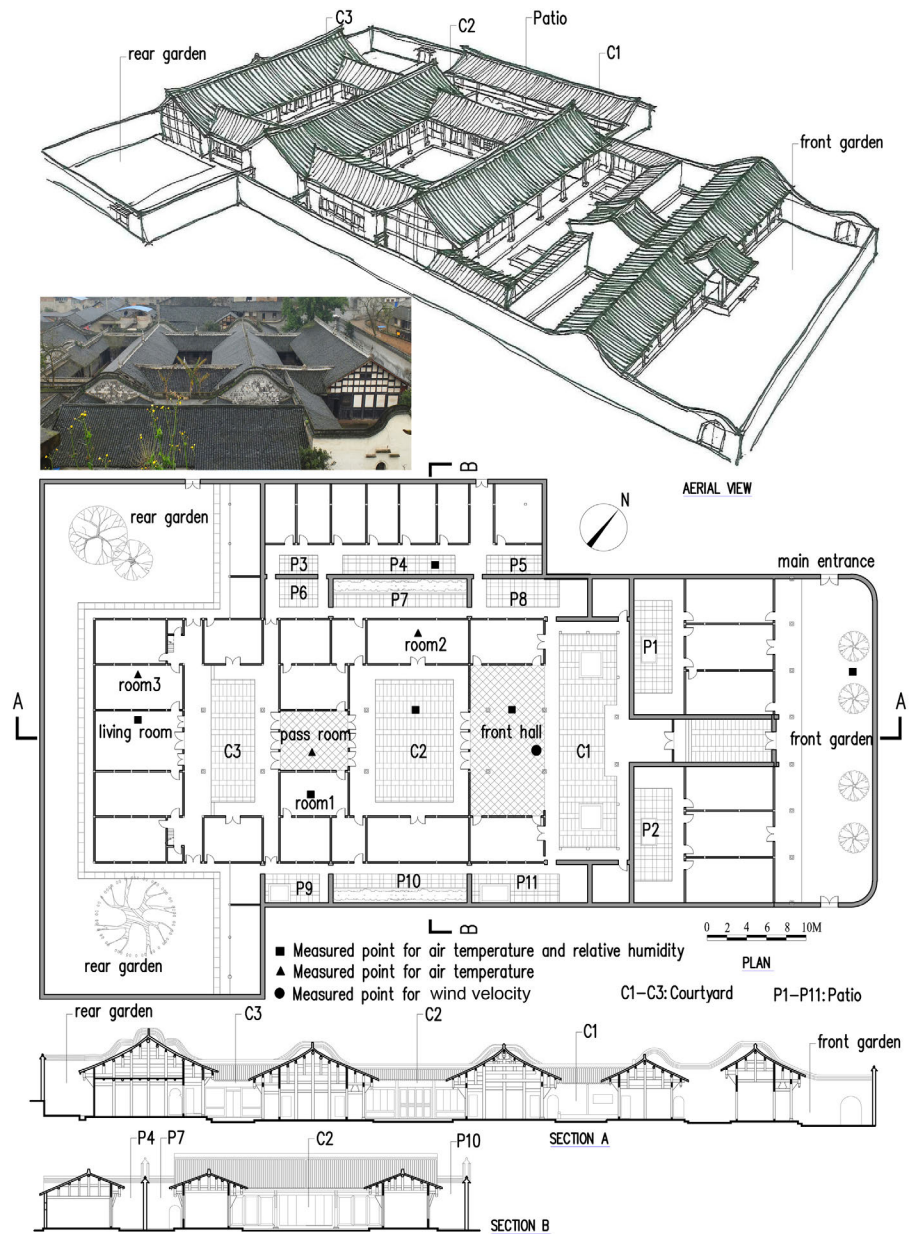 C3
C2
Patio
C1
rear garden
front garden
AERIAL VIEW
B
N
rear garden
main entrance
P3
P4
P5
P6
P7
P8
P1
room2
room3
A
A
living room
C3
pass room
C2
front hall
C1
front garden
room1
P2
P9
P10
P11
rear garden
B
0 2 4 6 8 10M
PLAN
■ Measured point for air temperature and relative humidity
▲ Measured point for air temperature
● Measured point for wind velocity
C1-C3: Courtyard
P1-P11: Patio
rear garden
C3
C2
C1
front garden
SECTION A
P4
P7
C2
P10
SECTION B